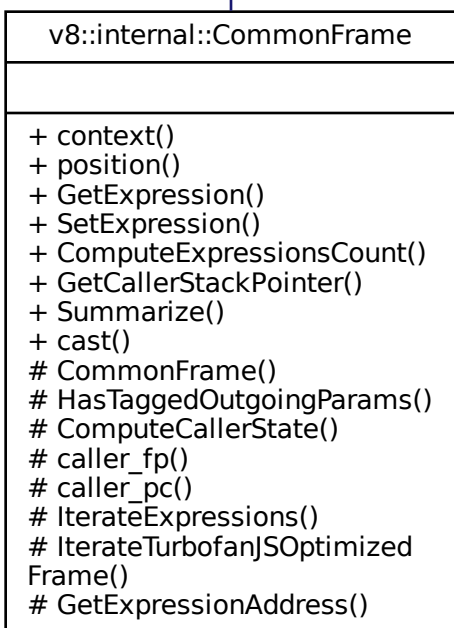 v8::internal::CommonFrame
+ context()
+ position()
+ GetExpression()
+ SetExpression()
+ ComputeExpressionsCount()
+ GetCallerStackPointer()
+ Summarize()
+ cast()
# CommonFrame()
# HasTaggedOutgoingParams()
# ComputeCallerState()
# caller_fp()
# caller_pc()
# IterateExpressions()
# IterateTurbofanJSOptimized
Frame()
# GetExpressionAddress()